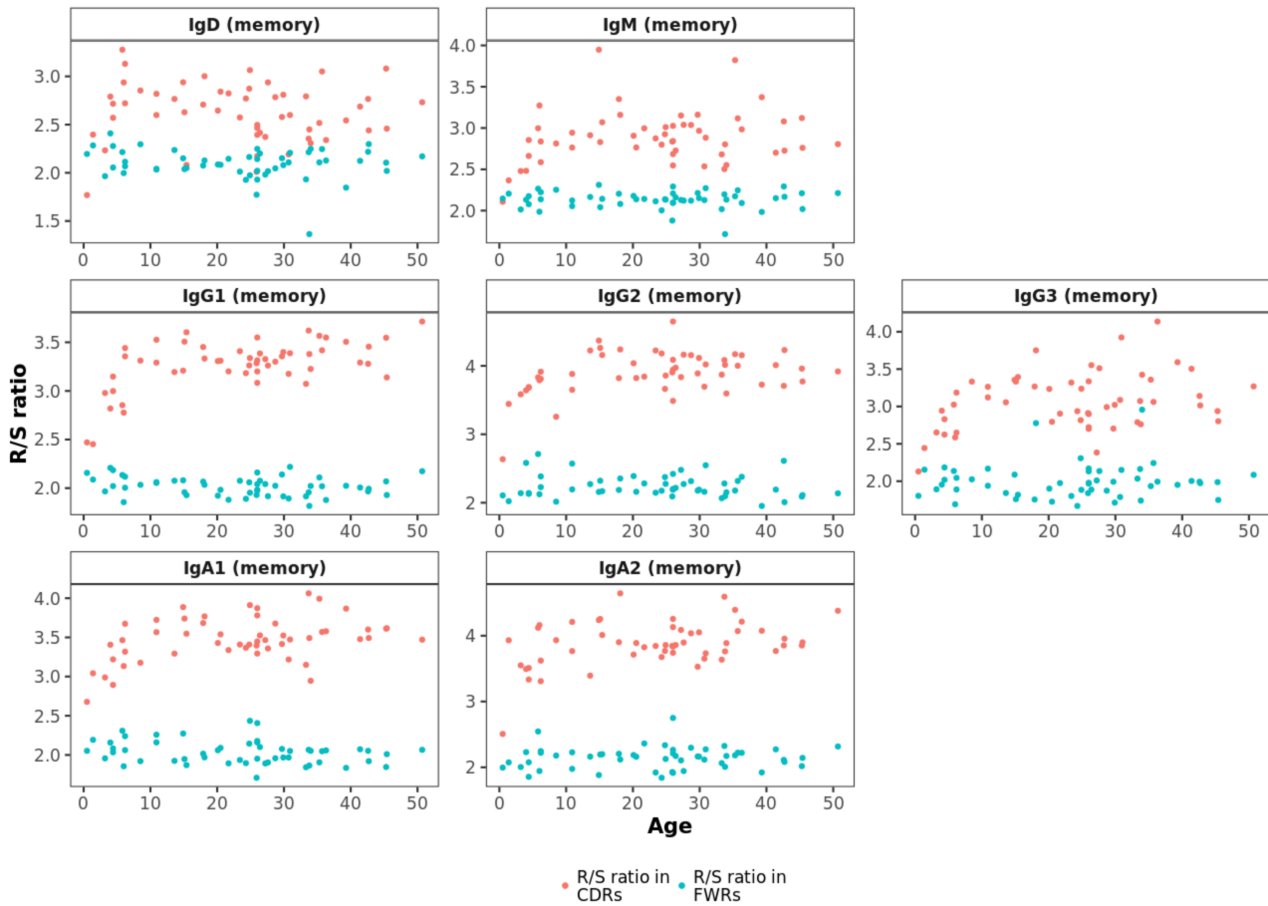 IgD (memory) IgM (memory)
3.0
2.5
2.0
1.5
0 10 20 30 40 50
4.0
3.5
3.0
2.5
2.0
0 10 20 30 40 50
IgG1 (memory) IgG2 (memory) IgG3 (memory)
R/S ratio
3.5
3.0
2.5
2.0
0 10 20 30 40 50
4
3
2
0 10 20 30 40 50
4.0
3.5
3.0
2.5
2.0
0 10 20 30 40 50
IgA1 (memory) IgA2 (memory)
4.0
3.5
3.0
2.5
2.0
0 10 20 30 40 50
4
3
2
0 10 20 30 40 50
Age
R/S ratio in CDRs
R/S ratio in FWRs